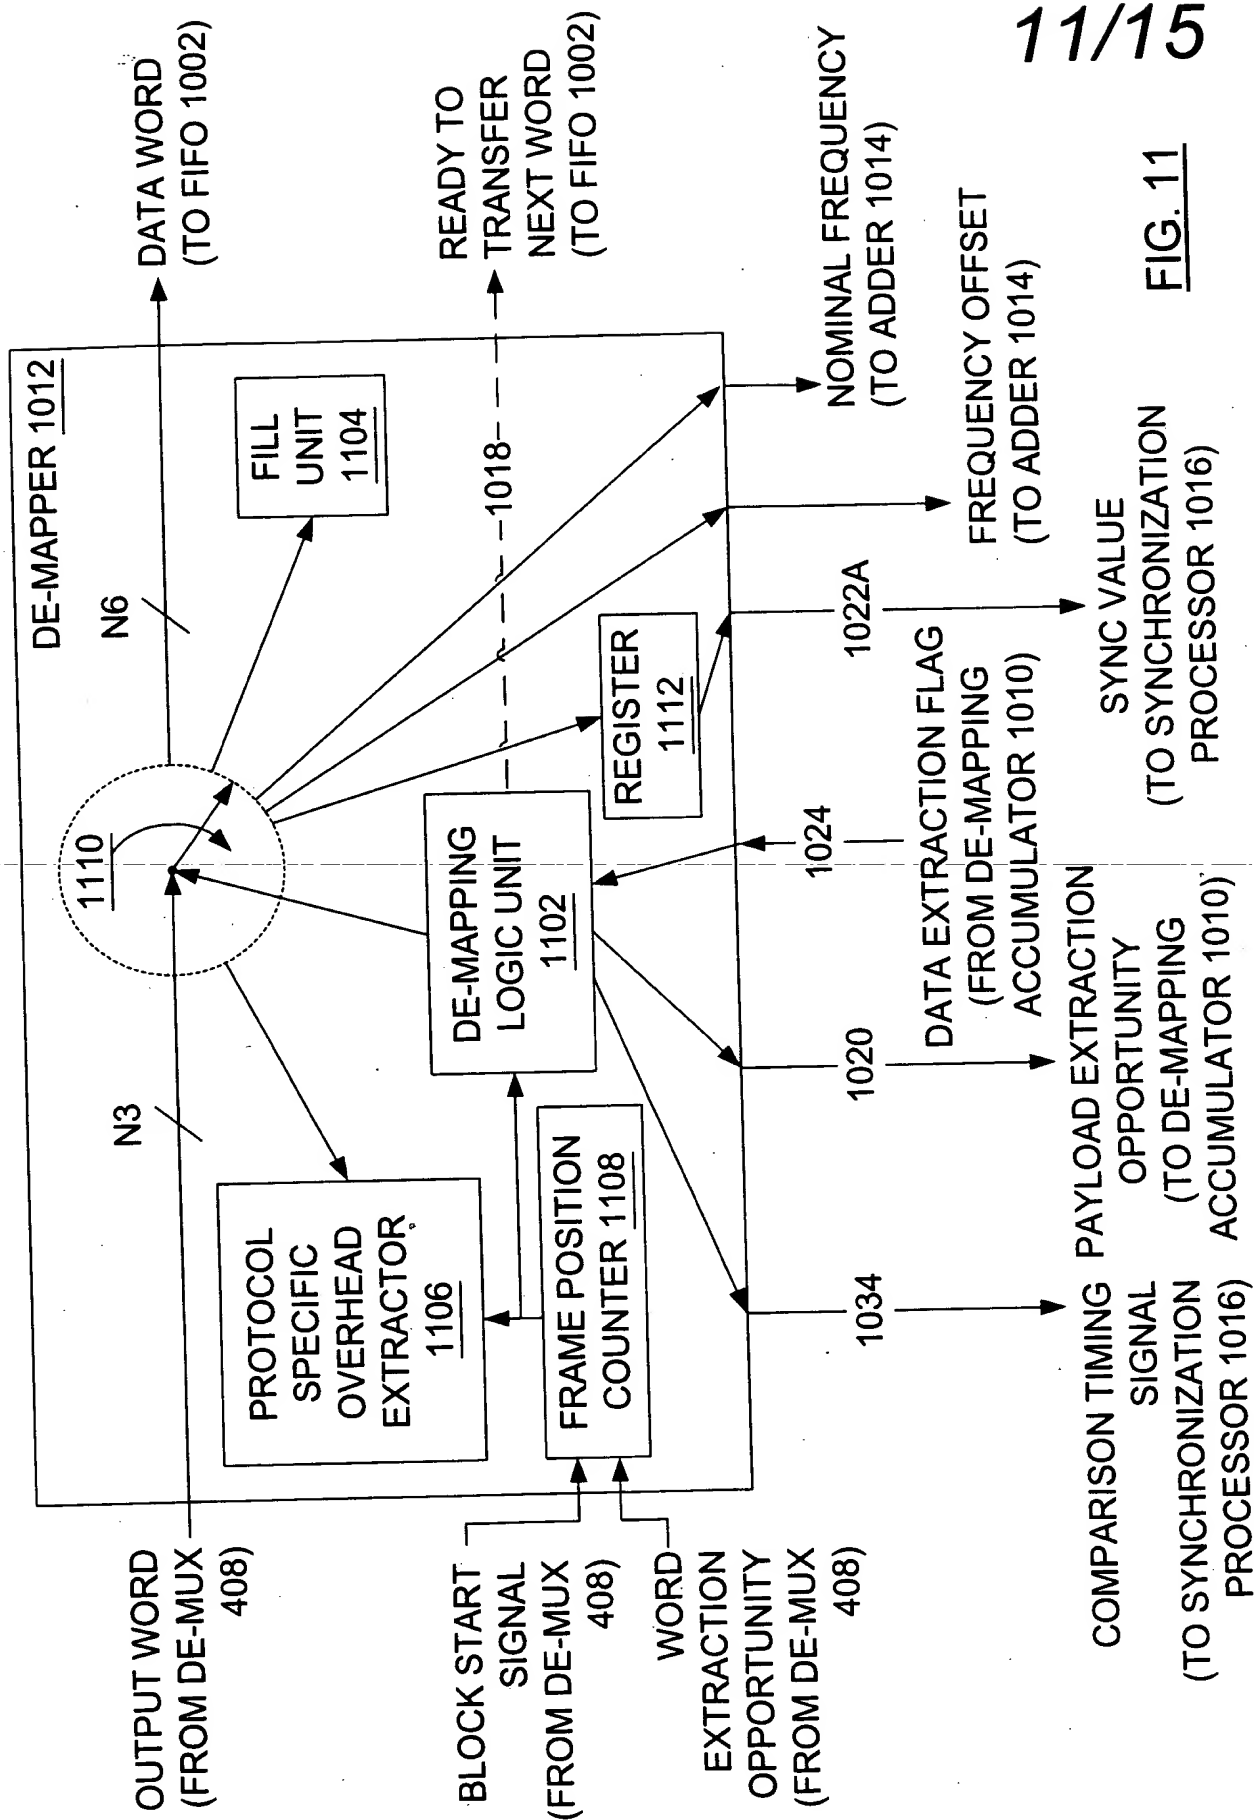 11/15
DE-MAPPER 1012
OUTPUT WORD
(FROM DE-MUX
408)
N3
1110
N6
DATA WORD
(TO FIFO 1002)
FILL
UNIT
1104
PROTOCOL
SPECIFIC
OVERHEAD
EXTRACTOR
1106
DE-MAPPING
LOGIC UNIT
1102
1018
READY TO
TRANSFER
NEXT WORD
(TO FIFO 1002)
BLOCK START
SIGNAL
(FROM DE-MUX
408)
FRAME POSITION
COUNTER 1108
REGISTER
1112
WORD
EXTRACTION
OPPORTUNITY
(FROM DE-MUX
408)
1034
1020
1024
1022A
NOMINAL FREQUENCY
(TO ADDER 1014)
DATA EXTRACTION FLAG
(FROM DE-MAPPING
ACCUMULATOR 1010)
FREQUENCY OFFSET
(TO ADDER 1014)
COMPARISON TIMING
SIGNAL
(TO SYNCHRONIZATION
PROCESSOR 1016)
PAYLOAD EXTRACTION
OPPORTUNITY
(TO DE-MAPPING
ACCUMULATOR 1010)
SYNC VALUE
(TO SYNCHRONIZATION
PROCESSOR 1016)
FIG. 11